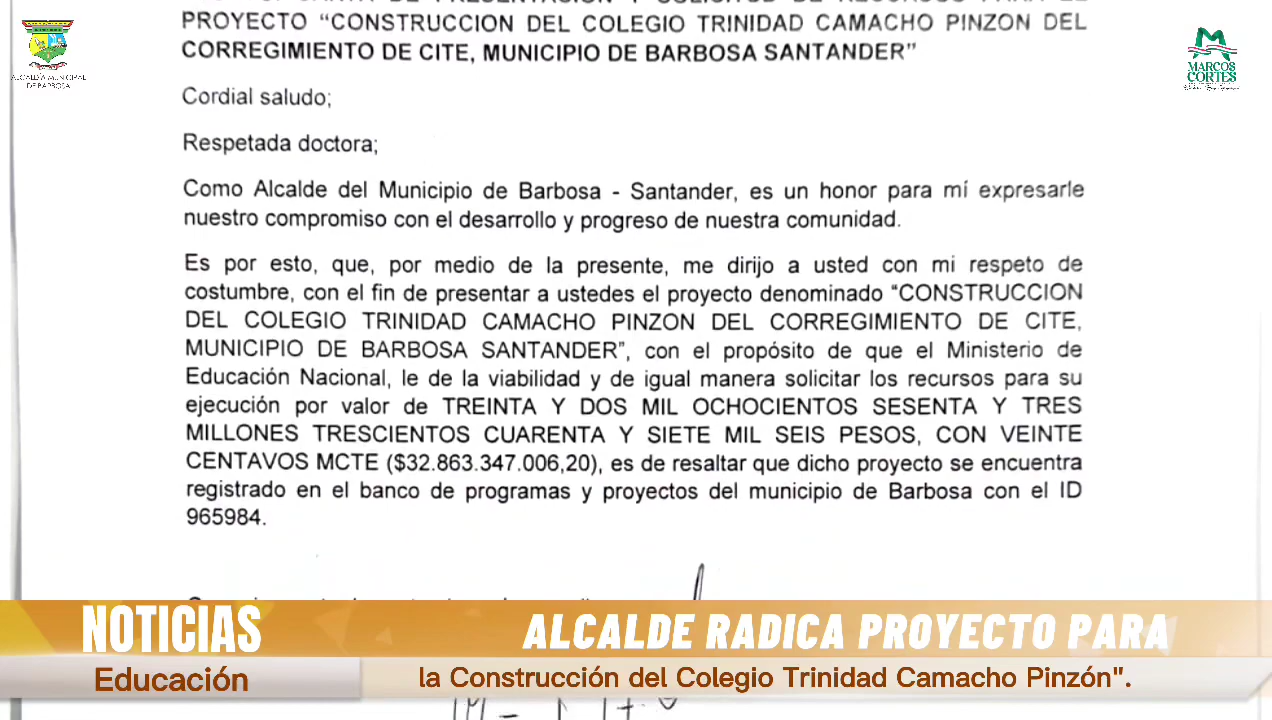 PROYECTO “CONSTRUCCION DEL COLEGIO TRINIDAD CAMACHO PINZON DEL
CORREGIMIENTO DE CITE, MUNICIPIO DE BARBOSA SANTANDER”
ALCALDÍA MUNICIPAL
DE BARBOSA
MARCOS
CORTES
Cordial saludo;
Respetada doctora;
Como Alcalde del Municipio de Barbosa - Santander, es un honor para mí expresarle
nuestro compromiso con el desarrollo y progreso de nuestra comunidad.
Es por esto, que, por medio de la presente, me dirijo a usted con mi respeto de
costumbre, con el fin de presentar a ustedes el proyecto denominado “CONSTRUCCION
DEL COLEGIO TRINIDAD CAMACHO PINZON DEL CORREGIMIENTO DE CITE,
MUNICIPIO DE BARBOSA SANTANDER”, con el propósito de que el Ministerio de
Educación Nacional, le de la viabilidad y de igual manera solicitar los recursos para su
ejecución por valor de TREINTA Y DOS MIL OCHOCIENTOS SESENTA Y TRES
MILLONES TRESCIENTOS CUARENTA Y SIETE MIL SEIS PESOS, CON VEINTE
CENTAVOS MCTE ($32.863.347.006,20), es de resaltar que dicho proyecto se encuentra
registrado en el banco de programas y proyectos del municipio de Barbosa con el ID
965984.
NOTICIAS
ALCALDE RADICA PROYECTO PARA
Educación
la Construcción del Colegio Trinidad Camacho Pinzón".